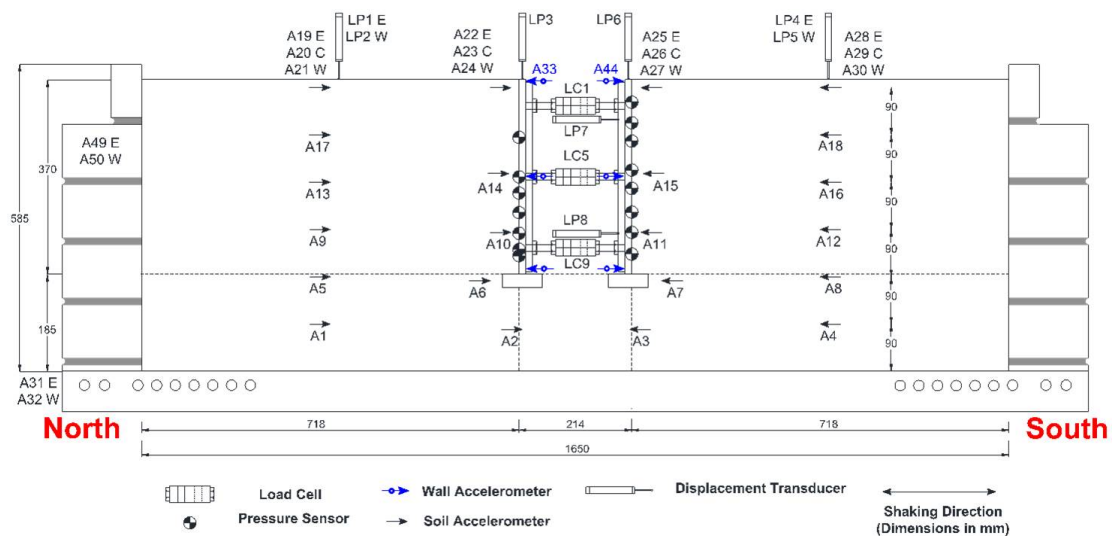 LP1 E
LP3
LP6
LP4 E
A19 E
LP2 W
A22 E
A25 E
LP5 W
A28 E
A20 C
A23 C
A26 C
A29 C
A21 W
A24 W
A33
A44
A27 W
A30 W
LC1
90
LP7
A49 E
A17
A18
A50 W
LC5
90
370
A14
A15
A13
A16
90
585
LP8
A10
A11
A9
A12
90
LC9
A5
A6
A7
A8
90
185
A1
A2
A3
A4
90
A31 E
A32 W
North
South
718
214
718
1650
Load Cell
Wall Accelerometer
Displacement Transducer
Pressure Sensor
Soil Accelerometer
Shaking Direction
(Dimensions in mm)